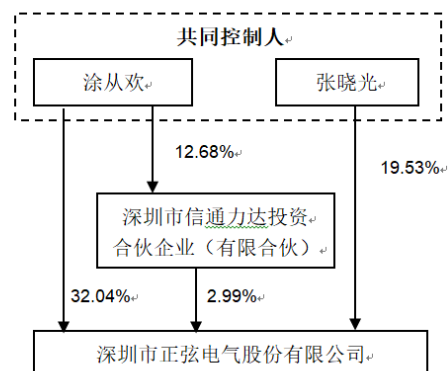 共同控制人
涂从欢
张晓光
12.68%
19.53%
深圳市信通力达投资
合伙企业（有限合伙）
32.04%
2.99%
深圳市正弦电气股份有限公司